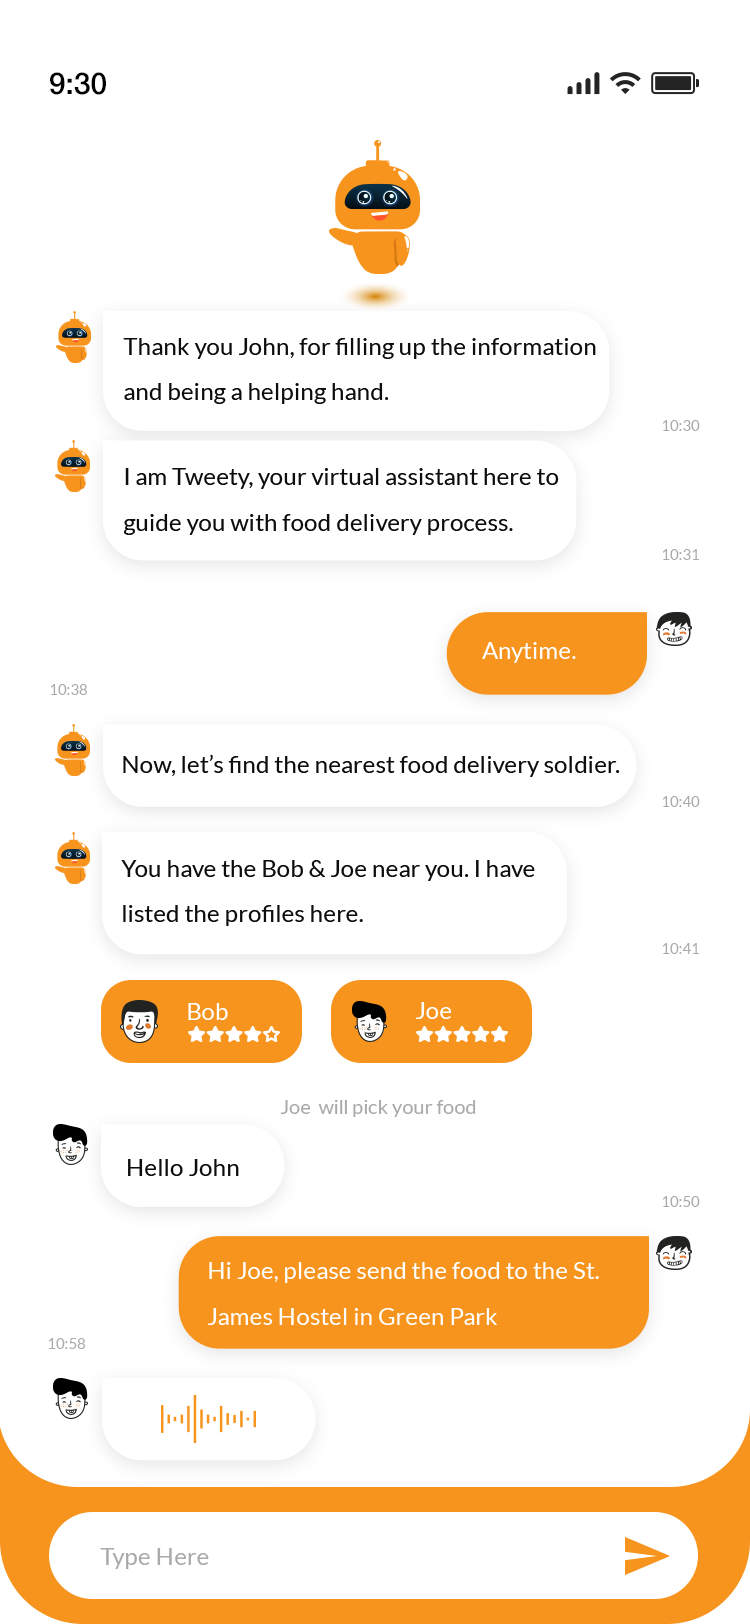 9:30
Thank you John, for filling up the information
and being a helping hand.
10:30
I am Tweety, your virtual assistant here to
guide you with food delivery process.
10:31
Anytime.
10:38
Now, let’s find the nearest food delivery soldier.
10:40
You have the Bob & Joe near you. I have
listed the profiles here.
10:41
Bob
Joe
Joe will pick your food
Hello John
10:50
Hi Joe, please send the food to the St.
James Hostel in Green Park
10:58
Type Here